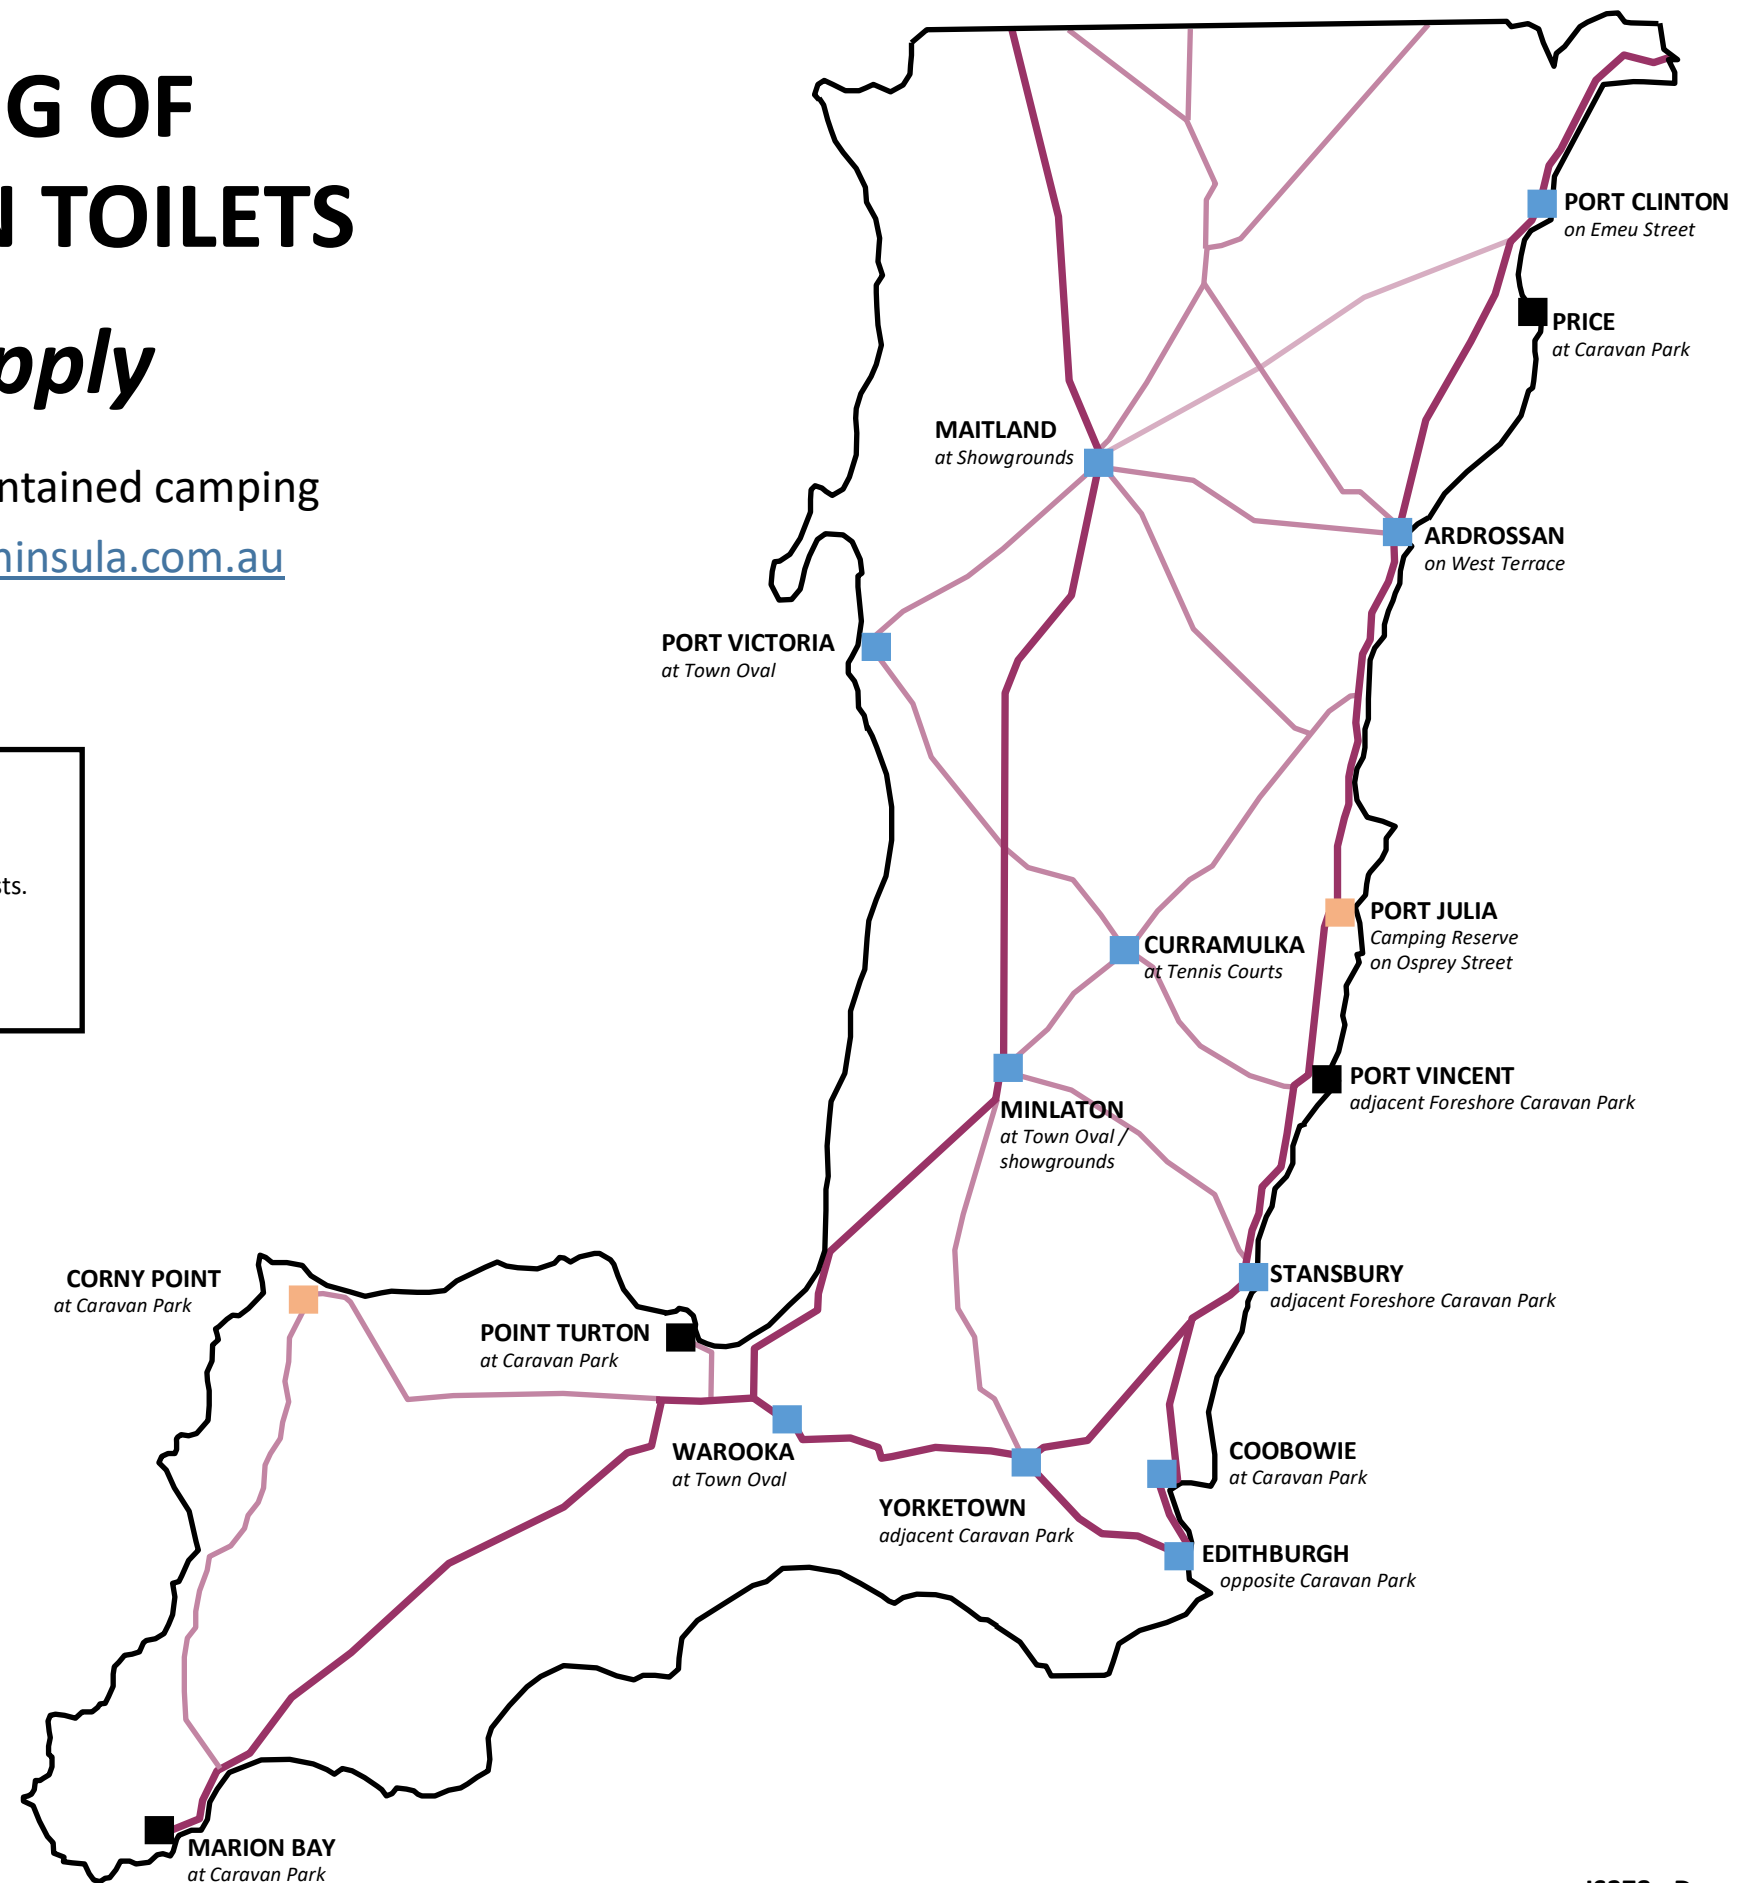 G OF
N TOILETS
pply
ntained camping
ninsula.com.au
sts.
PORT CLINTON
on Emeu Street
PRICE
at Caravan Park
MAITLAND
at Showgrounds
ARDROSSAN
on West Terrace
PORT VICTORIA
at Town Oval
PORT JULIA
Camping Reserve
on Osprey Street
CURRAMULKA
at Tennis Courts
PORT VINCENT
adjacent Foreshore Caravan Park
MINLATON
at Town Oval /
showgrounds
CORNY POINT
at Caravan Park
STANSBURY
adjacent Foreshore Caravan Park
POINT TURTON
at Caravan Park
WAROOKA
at Town Oval
COOBOWIE
at Caravan Park
YORKETOWN
adjacent Caravan Park
EDITHBURGH
opposite Caravan Park
MARION BAY
at Caravan Park